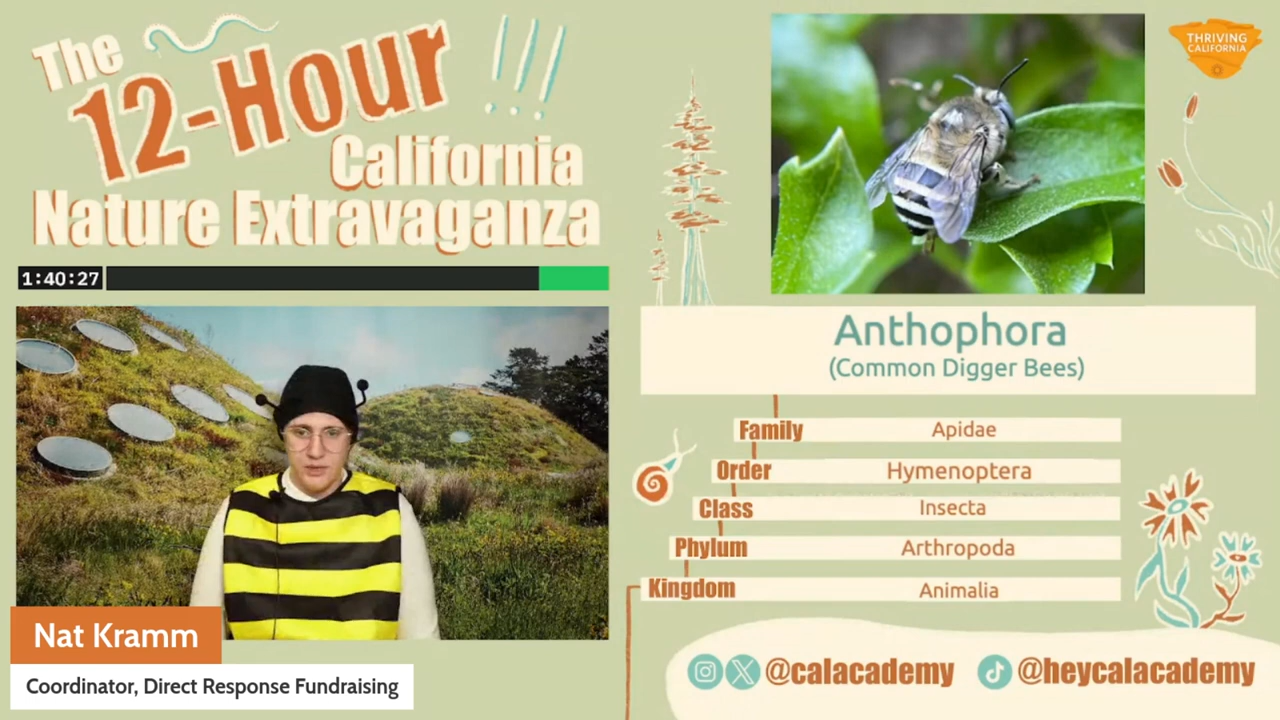 The
12-Hour !!!
California
Nature Extravaganza
THRIVING
CALIFORNIA
1:40:27
Anthophora
(Common Digger Bees)
Family Apidae
Order Hymenoptera
Class Insecta
Phylum Arthropoda
Kingdom Animalia
Nat Kramm
Coordinator, Direct Response Fundraising
@calacademy @heycalacademy